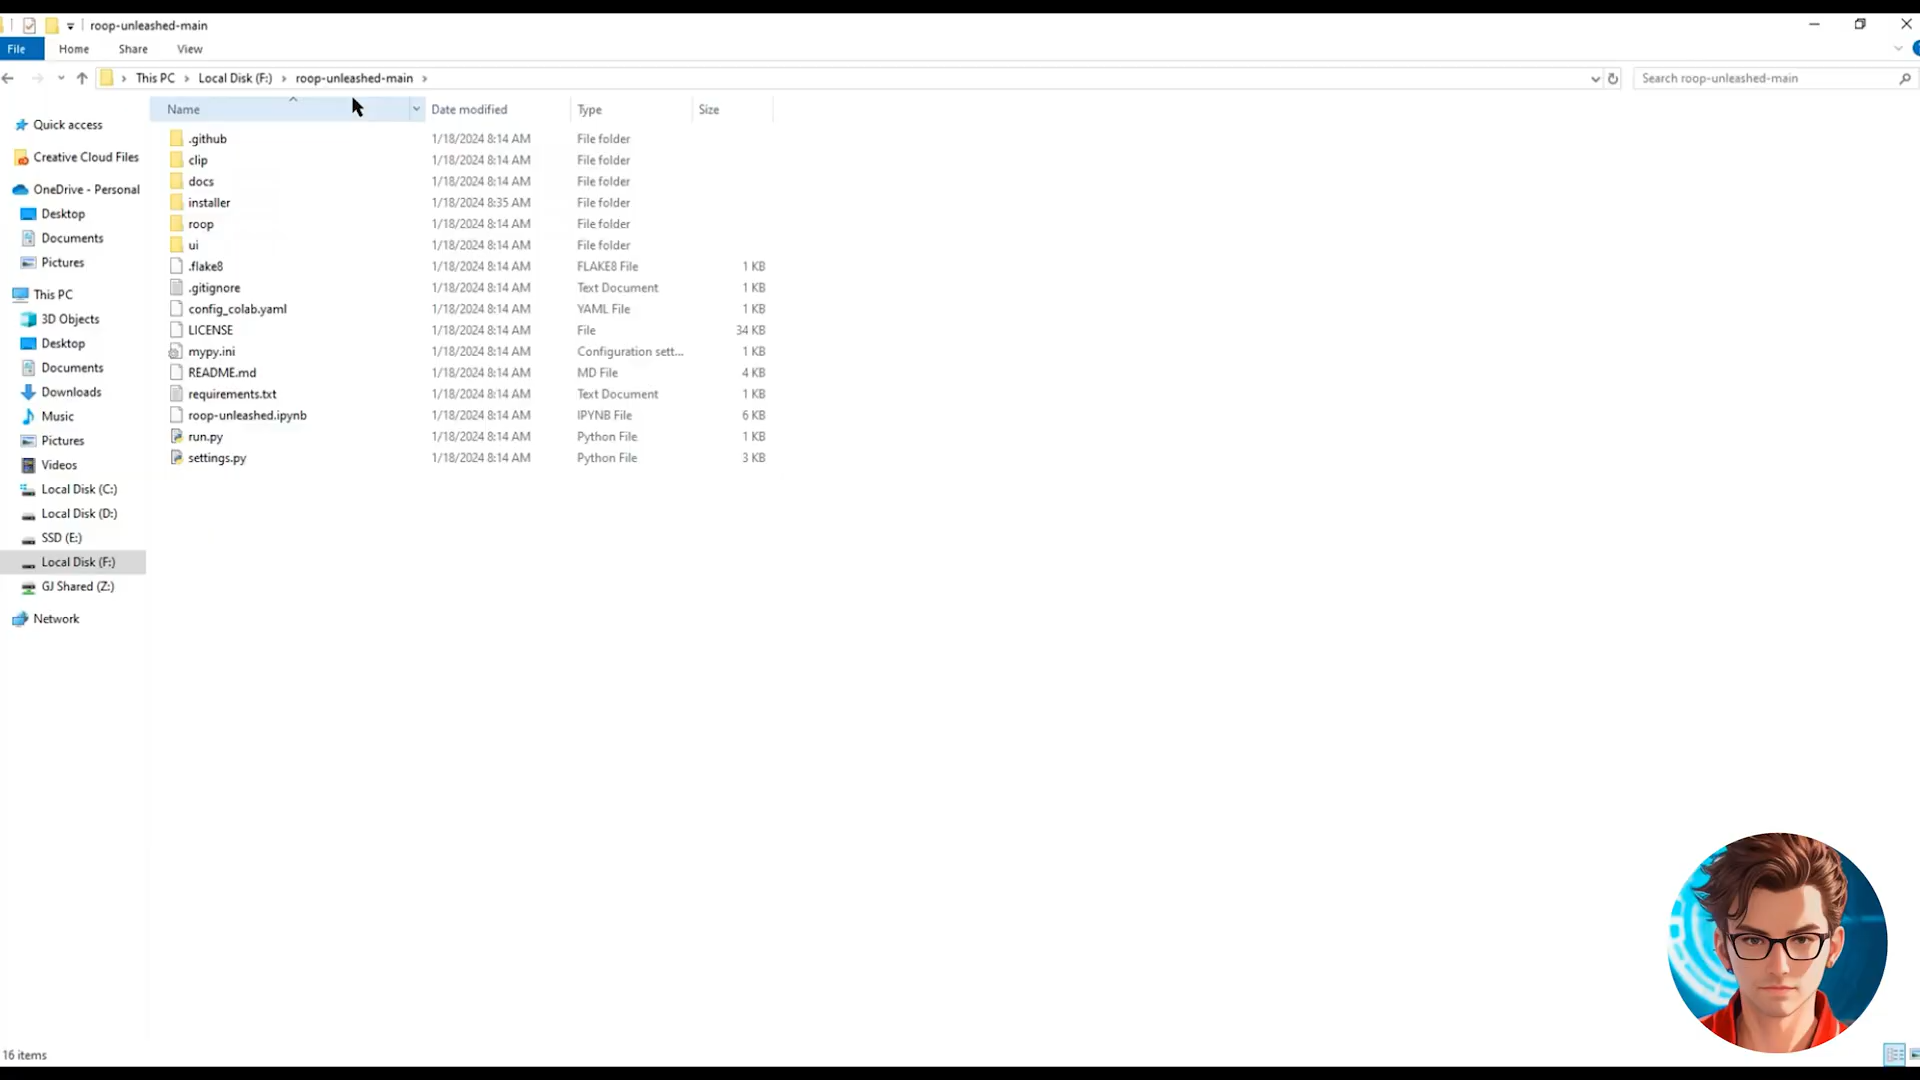 roop-unleashed-main
File Home Share View
This PC Local Disk (F:) roop-unleashed-main
Search roop-unleashed-main
Name Date modified Type Size
Quick access
Creative Cloud Files
OneDrive - Personal
Desktop
Documents
Pictures
This PC
3D Objects
Desktop
Documents
Downloads
Music
Pictures
Videos
Local Disk (C:)
Local Disk (D:)
SSD (E:)
Local Disk (F:)
GJ Shared (Z:)
Network
.github 1/18/2024 8:14 AM File folder
clip 1/18/2024 8:14 AM File folder
docs 1/18/2024 8:14 AM File folder
installer 1/18/2024 8:35 AM File folder
roop 1/18/2024 8:14 AM File folder
ui 1/18/2024 8:14 AM File folder
.flake8 1/18/2024 8:14 AM FLAKE8 File 1 KB
.gitignore 1/18/2024 8:14 AM Text Document 1 KB
config_colab.yaml 1/18/2024 8:14 AM YAML File 1 KB
LICENSE 1/18/2024 8:14 AM File 34 KB
mypy.ini 1/18/2024 8:14 AM Configuration sett... 1 KB
README.md 1/18/2024 8:14 AM MD File 4 KB
requirements.txt 1/18/2024 8:14 AM Text Document 1 KB
roop-unleashed.ipynb 1/18/2024 8:14 AM IPYNB File 6 KB
run.py 1/18/2024 8:14 AM Python File 1 KB
settings.py 1/18/2024 8:14 AM Python File 3 KB
16 items